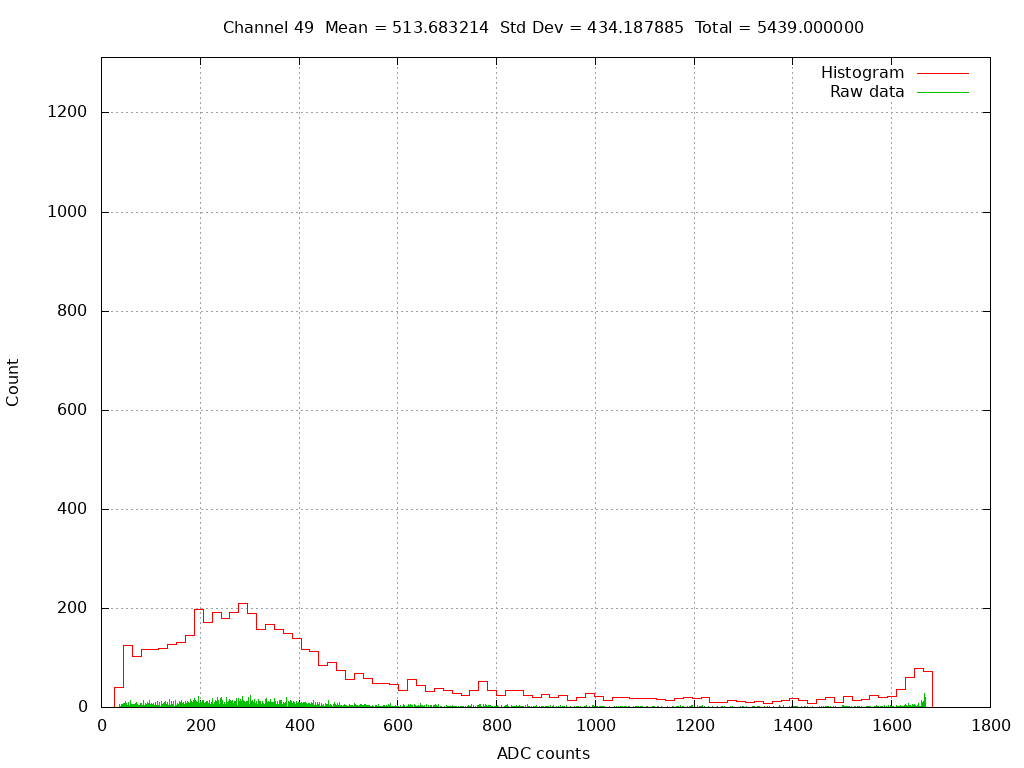 Channel 49  Mean = 513.683214  Std Dev = 434.187885  Total = 5439.000000
Histogram
Raw data
1200
1000
800
600
400
200
0
Count
0 200 400 600 800 1000 1200 1400 1600 1800
ADC counts